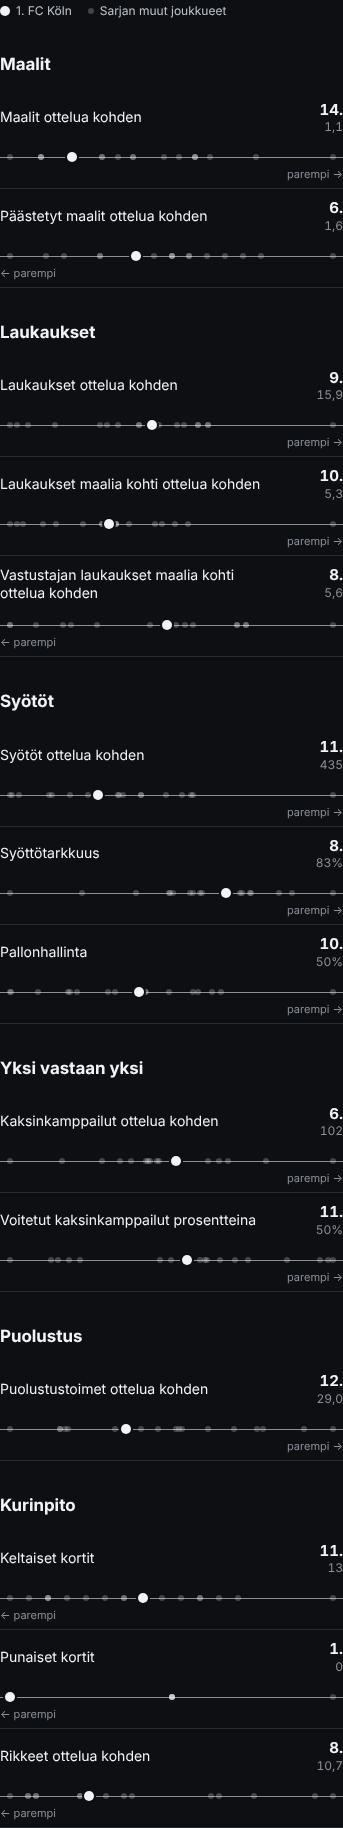 1. FC Köln Sarjan muut joukkueet
Maalit
Maalit ottelua kohden 14.
1,1
parempi →
Päästetyt maalit ottelua kohden 6.
1,6
← parempi
Laukaukset
Laukaukset ottelua kohden 9.
15,9
parempi →
Laukaukset maalia kohti ottelua kohden 10.
5,3
parempi →
Vastustajan laukaukset maalia kohti 8.
ottelua kohden 5,6
← parempi
Syötöt
Syötöt ottelua kohden 11.
435
parempi →
Syöttötarkkuus 8.
83%
parempi →
Pallonhallinta 10.
50%
parempi →
Yksi vastaan yksi
Kaksinkamppailut ottelua kohden 6.
102
parempi →
Voitetut kaksinkamppailut prosentteina 11.
50%
parempi →
Puolustus
Puolustustoimet ottelua kohden 12.
29,0
parempi →
Kurinpito
Keltaiset kortit 11.
13
← parempi
Punaiset kortit 1.
0
← parempi
Rikkeet ottelua kohden 8.
10,7
← parempi